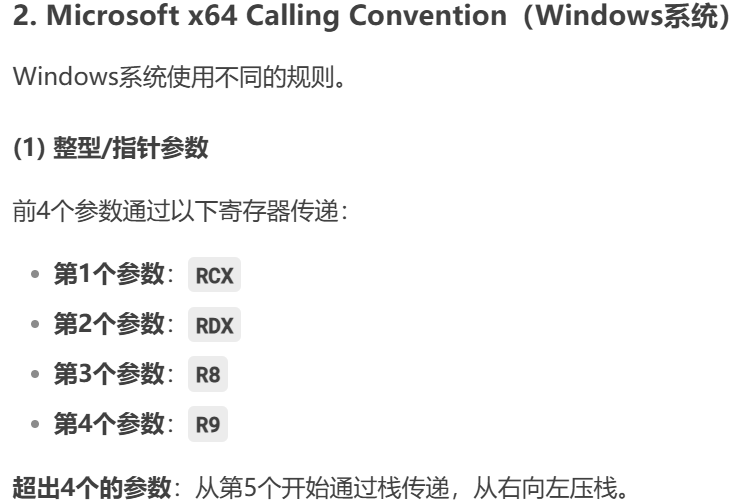 2. Microsoft x64 Calling Convention（Windows系统）
Windows系统使用不同的规则。
(1) 整型/指针参数
前4个参数通过以下寄存器传递：
• 第1个参数： RCX
• 第2个参数： RDX
• 第3个参数： R8
• 第4个参数： R9
超出4个的参数：从第5个开始通过栈传递，从右向左压栈。